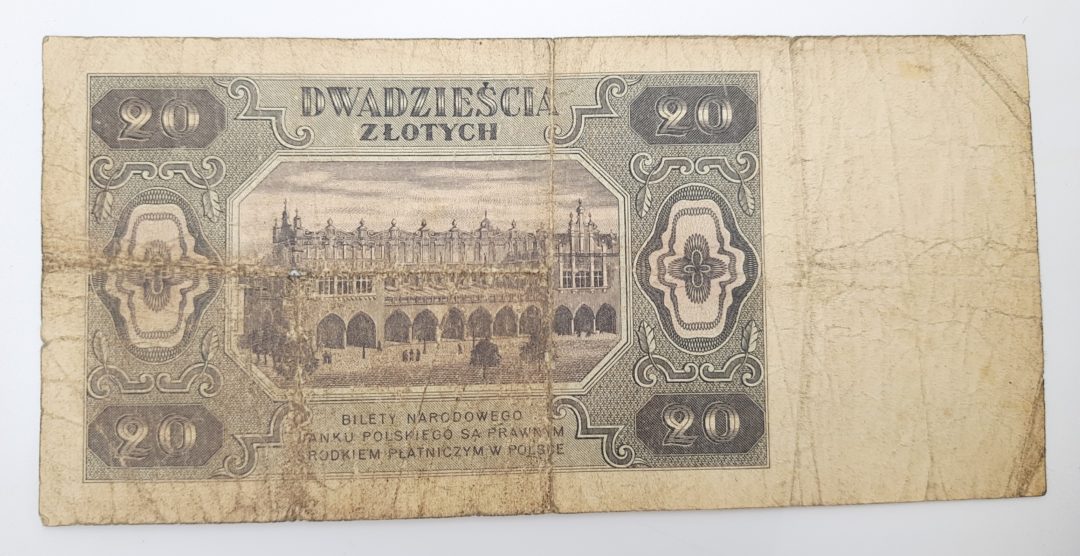 20
DWADZIEŚCIA
ZŁOTYCH
20
20
BILETY NARODOWEGO
BANKU POLSKIEGO SĄ PRAWNYM
ŚRODKIEM PŁATNICZYM W POLSCE
20